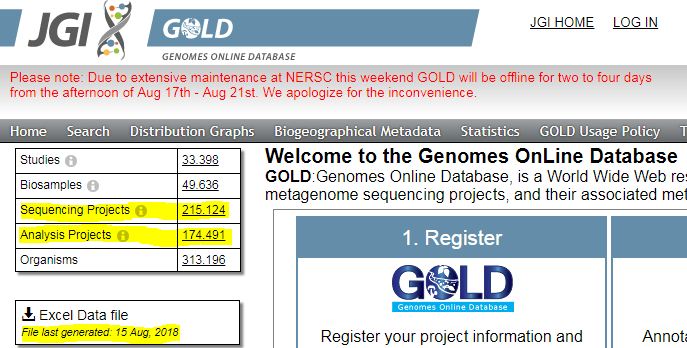 JGI
GOLD
GENOMES ONLINE DATABASE
JGI HOME LOG IN
Please note: Due to extensive maintenance at NERSC this weekend GOLD will be offline for two to four days
from the afternoon of Aug 17th - Aug 21st. We apologize for the inconvenience.
Home Search Distribution Graphs Biogeographical Metadata Statistics GOLD Usage Policy T
Studies i 33.398
Biosamples i 49.636
Sequencing Projects i 215.124
Analysis Projects i 174.491
Organisms 313.196
Excel Data file
File last generated: 15 Aug, 2018
Welcome to the Genomes OnLine Database
GOLD:Genomes Online Database, is a World Wide Web res
metagenome sequencing projects, and their associated met
1. Register
GOLD
Genomes Online Database
Register your project information and
Annota